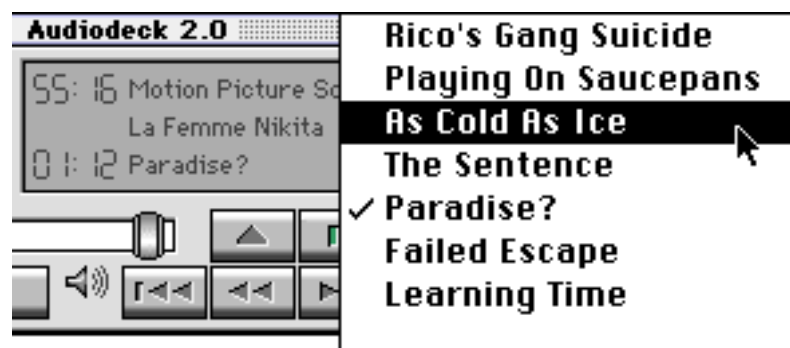 Audiodeck 2.0
55:16 Motion Picture So
La Femme Nikita
01:12 Paradise?
Rico's Gang Suicide
Playing On Saucepans
As Cold As Ice
The Sentence
✓ Paradise?
Failed Escape
Learning Time